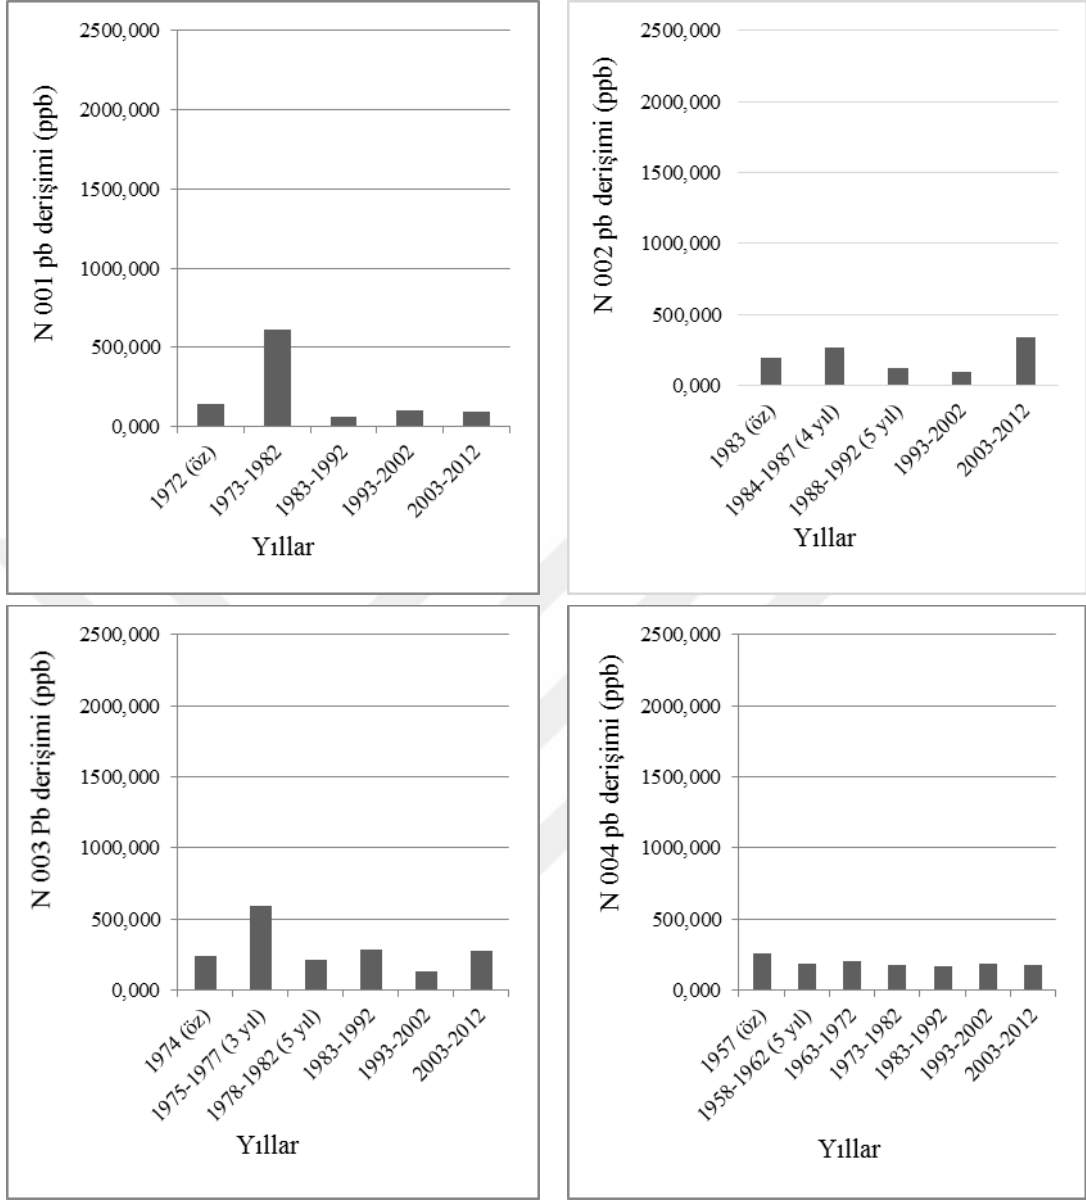 N 001 pb derişimi (ppb)
2500,000
2000,000
1500,000
1000,000
500,000
0,000
1972 (öz)
1973-1982
1983-1992
1993-2002
2003-2012
Yıllar
N 002 pb derişimi (ppb)
2500,000
2000,000
1500,000
1000,000
500,000
0,000
1983 (öz)
1984-1987 (4 yıl)
1988-1992 (5 yıl)
1993-2002
2003-2012
Yıllar
N 003 Pb derişimi (ppb)
2500,000
2000,000
1500,000
1000,000
500,000
0,000
1974 (öz)
1975-1977 (3 yıl)
1978-1982 (5 yıl)
1983-1992
1993-2002
2003-2012
Yıllar
N 004 pb derişimi (ppb)
2500,000
2000,000
1500,000
1000,000
500,000
0,000
1957 (öz)
1958-1962 (5 yıl)
1963-1972
1973-1982
1983-1992
1993-2002
2003-2012
Yıllar